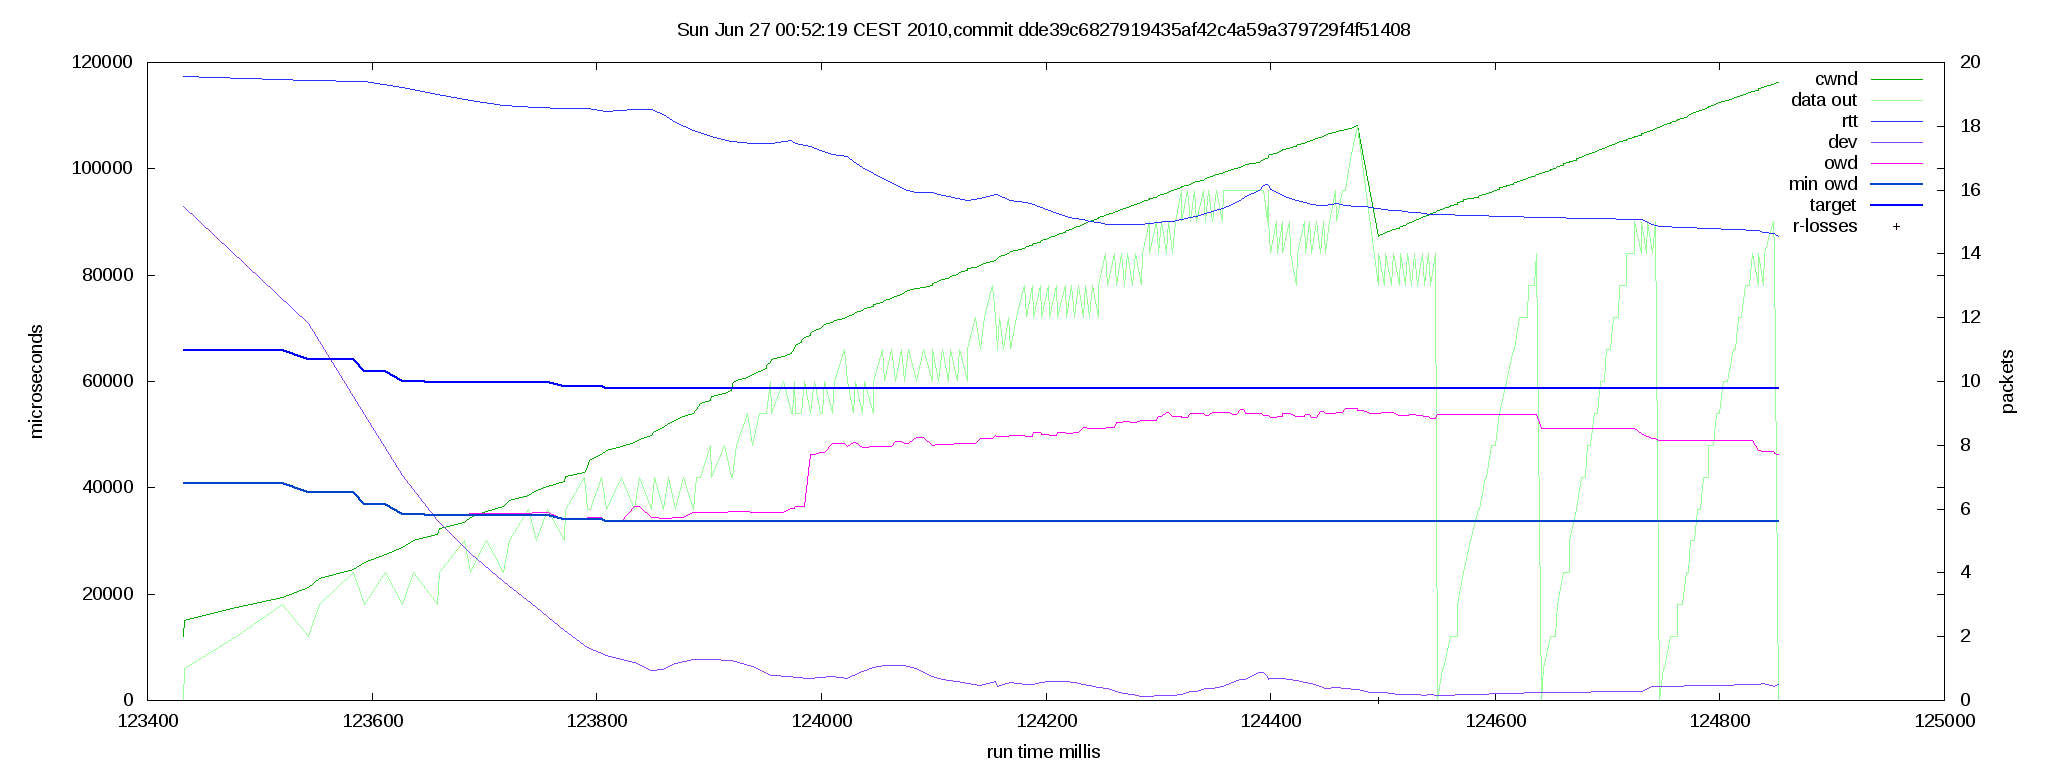 Sun Jun 27 00:52:19 CEST 2010,commit dde39c6827919435af42c4a59a379729f4f51408
120000
100000
80000
60000
40000
20000
0
microseconds
20
18
16
14
12
10
8
6
4
2
0
packets
cwnd
data out
rtt
dev
owd
min owd
target
r-losses
123400 123600 123800 124000 124200 124400 124600 124800 125000
run time millis